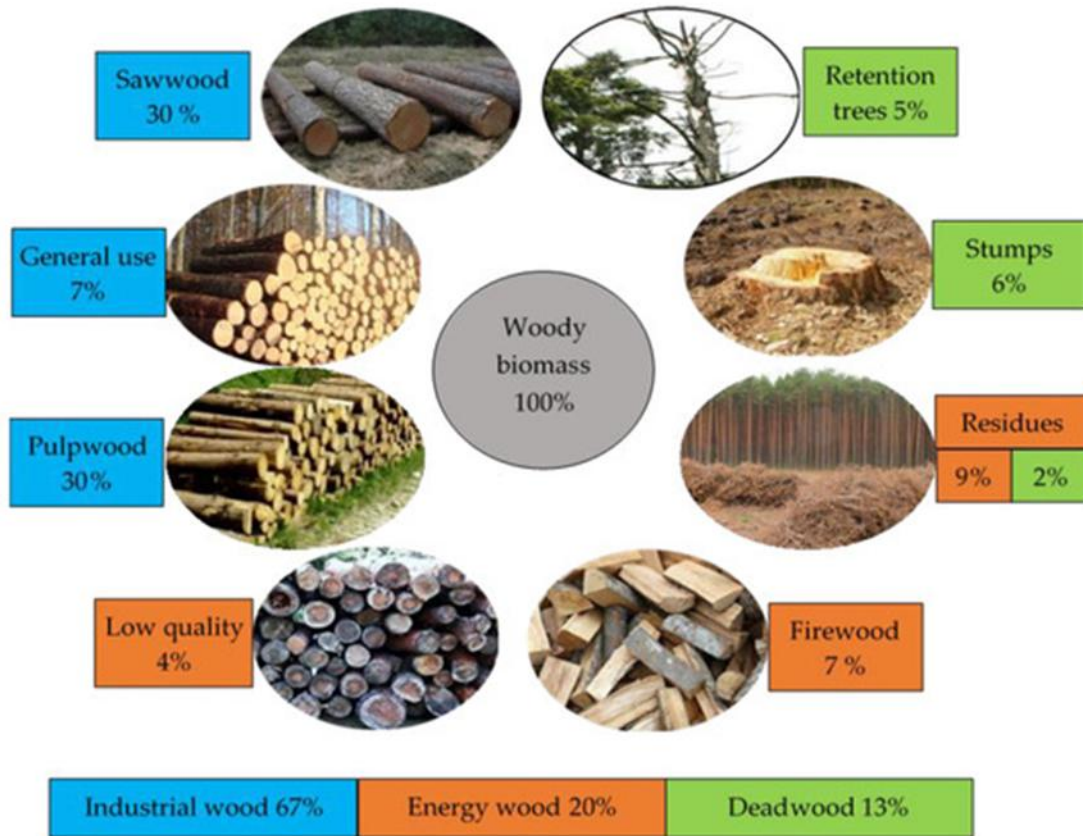 Sawwood
30 %
Retention
trees 5%
General use
7%
Stumps
6%
Woody
biomass
100%
Pulpwood
30%
Residues
9% 2%
Low quality
4%
Firewood
7 %
Industrial wood 67% Energy wood 20% Deadwood 13%